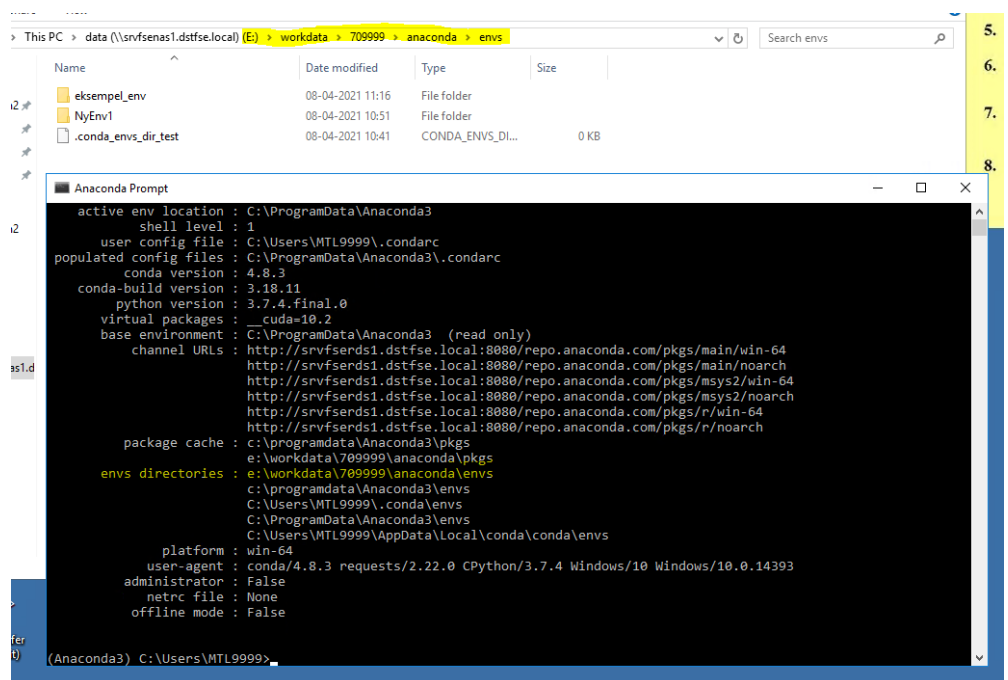 > This PC > data (\\srvfsenas1.dstfse.local) (E:) > workdata > 709999 > anaconda > envs
Search envs
Name Date modified Type Size
eksempel_env 08-04-2021 11:16 File folder
NyEnv1 08-04-2021 10:51 File folder
.conda_envs_dir_test 08-04-2021 10:41 CONDA_ENVS_DI... 0 KB
5.
6.
7.
8.
Anaconda Prompt
active env location : C:\ProgramData\Anaconda3
shell level : 1
user config file : C:\Users\MTL9999\.condarc
populated config files : C:\ProgramData\Anaconda3\.condarc
conda version : 4.8.3
conda-build version : 3.18.11
python version : 3.7.4.final.0
virtual packages : __cuda=10.2
base environment : C:\ProgramData\Anaconda3 (read only)
channel URLs : http://srvfserds1.dstfse.local:8080/repo.anaconda.com/pkgs/main/win-64
http://srvfserds1.dstfse.local:8080/repo.anaconda.com/pkgs/main/noarch
http://srvfserds1.dstfse.local:8080/repo.anaconda.com/pkgs/msys2/win-64
http://srvfserds1.dstfse.local:8080/repo.anaconda.com/pkgs/msys2/noarch
http://srvfserds1.dstfse.local:8080/repo.anaconda.com/pkgs/r/win-64
http://srvfserds1.dstfse.local:8080/repo.anaconda.com/pkgs/r/noarch
package cache : c:\programdata\Anaconda3\pkgs
e:\workdata\709999\anaconda\pkgs
envs directories : e:\workdata\709999\anaconda\envs
c:\programdata\Anaconda3\envs
C:\Users\MTL9999\.conda\envs
C:\ProgramData\Anaconda3\envs
C:\Users\MTL9999\AppData\Local\conda\conda\envs
platform : win-64
user-agent : conda/4.8.3 requests/2.22.0 CPython/3.7.4 Windows/10 Windows/10.0.14393
administrator : False
netrc file : None
offline mode : False
(Anaconda3) C:\Users\MTL9999>